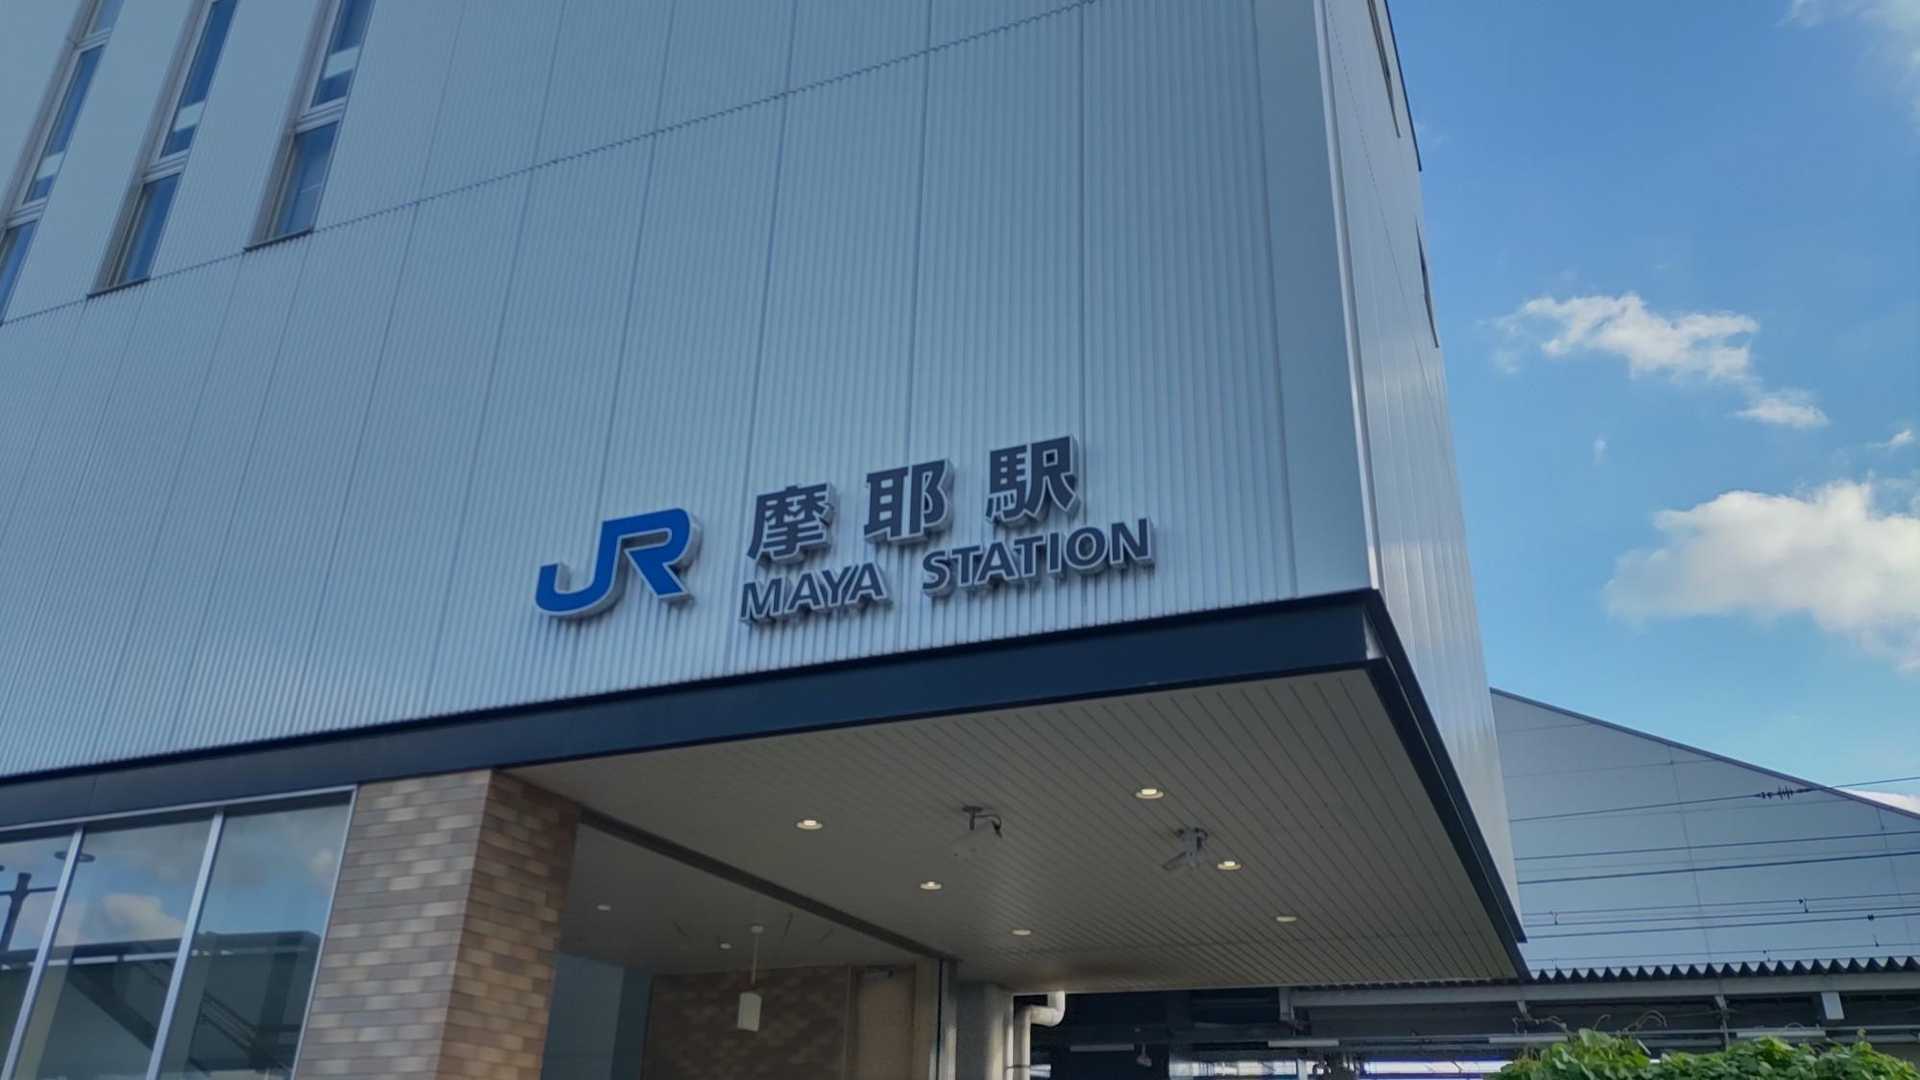 JR 摩耶駅
MAYA STATION